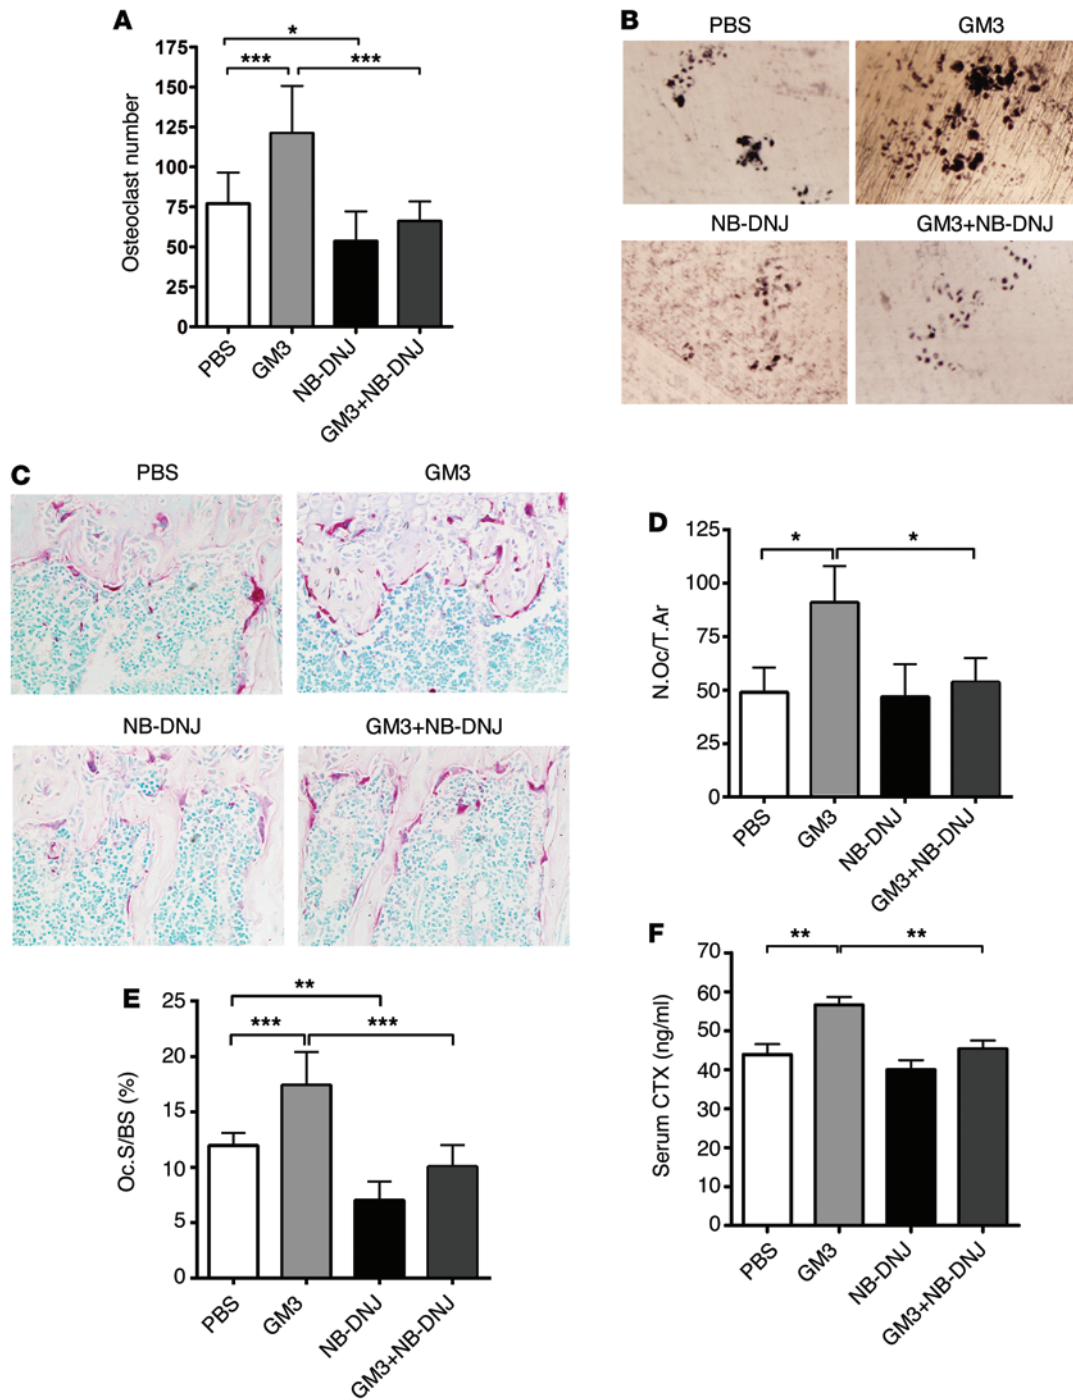 A
Osteoclast number
175
150
125
100
75
50
25
0
*
***
***
PBS
GM3
NB-DNJ
GM3+NB-DNJ
B
PBS
GM3
NB-DNJ
GM3+NB-DNJ
C
PBS
GM3
NB-DNJ
GM3+NB-DNJ
D
N.Oc/T.Ar
125
100
75
50
25
0
*
*
PBS
GM3
NB-DNJ
GM3+NB-DNJ
E
Oc.S/BS (%)
25
20
15
10
5
0
**
***
***
PBS
GM3
NB-DNJ
GM3+NB-DNJ
F
Serum CTX (ng/ml)
70
60
50
40
30
20
10
0
**
**
PBS
GM3
NB-DNJ
GM3+NB-DNJ